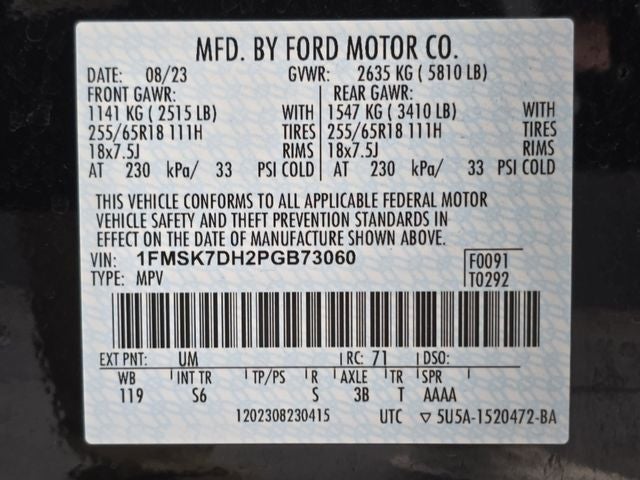 MFD. BY FORD MOTOR CO.
DATE: 08/23 GVWR: 2635 KG ( 5810 LB)
FRONT GAWR: REAR GAWR:
1141 KG ( 2515 LB) WITH 1547 KG ( 3410 LB) WITH
255/65R18 111H TIRES 255/65R18 111H TIRES
18x7.5J RIMS 18x7.5J RIMS
AT 230 kPa/ 33 PSI COLD AT 230 kPa/ 33 PSI COLD
THIS VEHICLE CONFORMS TO ALL APPLICABLE FEDERAL MOTOR
VEHICLE SAFETY AND THEFT PREVENTION STANDARDS IN
EFFECT ON THE DATE OF MANUFACTURE SHOWN ABOVE.
VIN: 1FMSK7DH2PGB73060 F0091
TYPE: MPV T0292
EXT PNT: UM RC: 71 DSO:
WB INT TR TP/PS R AXLE TR SPR
119 S6 S 3B T AAAA
1202308230415 UTC ▽ 5U5A-1520472-BA